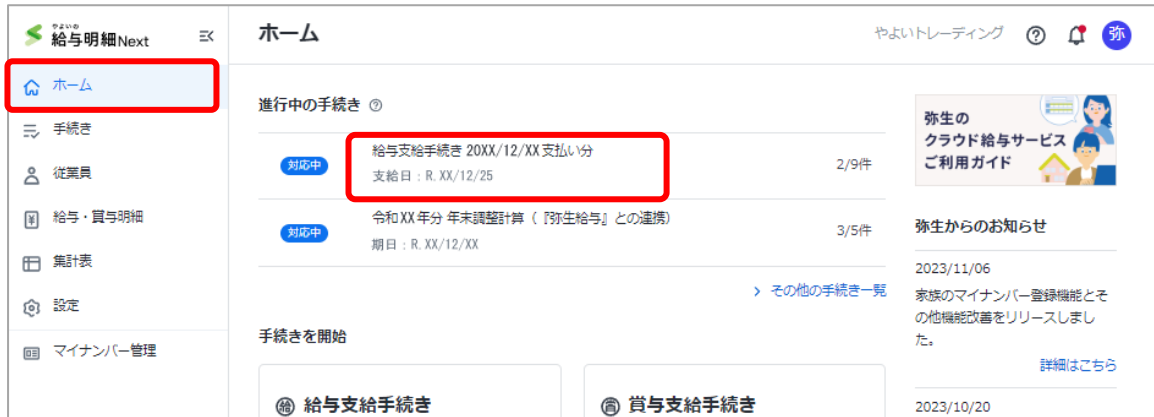 やよいの
給与明細Next
ホーム
手続き
従業員
給与・賞与明細
集計表
設定
マイナンバー管理
ホーム
やよいトレーディング
弥
進行中の手続き
対応中
給与支給手続き 20XX/12/XX支払い分
支給日：R.XX/12/25
2/9件
対応中
令和XX年分 年末調整計算（『弥生給与』との連携）
期日：R.XX/12/XX
3/5件
その他の手続き一覧
手続きを開始
給 給与支給手続き
賞 賞与支給手続き
弥生の
クラウド給与サービス
ご利用ガイド
弥生からのお知らせ
2023/11/06
家族のマイナンバー登録機能とそ
の他機能改善をリリースしまし
た。
詳細はこちら
2023/10/20